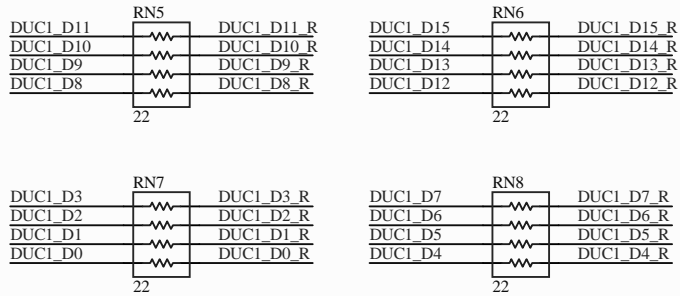 RN5
DUC1_D11 DUC1_D11_R
DUC1_D10 DUC1_D10_R
DUC1_D9 DUC1_D9_R
DUC1_D8 DUC1_D8_R
22
RN6
DUC1_D15 DUC1_D15_R
DUC1_D14 DUC1_D14_R
DUC1_D13 DUC1_D13_R
DUC1_D12 DUC1_D12_R
22
RN7
DUC1_D3 DUC1_D3_R
DUC1_D2 DUC1_D2_R
DUC1_D1 DUC1_D1_R
DUC1_D0 DUC1_D0_R
22
RN8
DUC1_D7 DUC1_D7_R
DUC1_D6 DUC1_D6_R
DUC1_D5 DUC1_D5_R
DUC1_D4 DUC1_D4_R
22